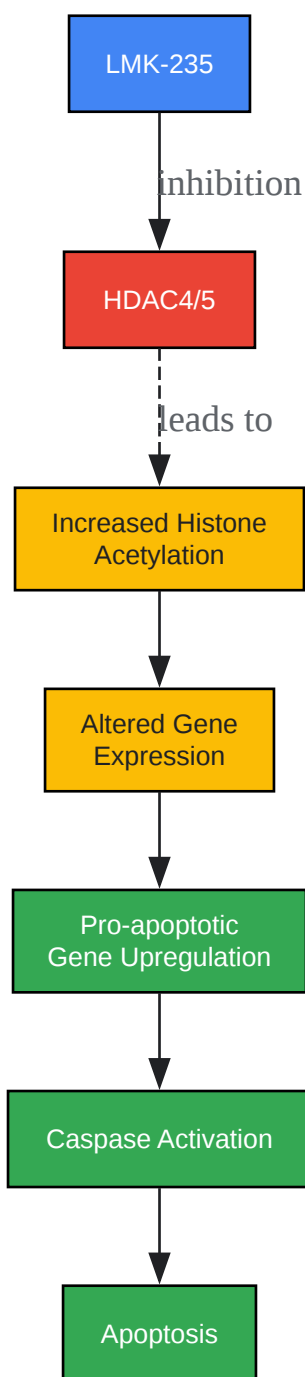 LMK-235
inhibition
HDAC4/5
leads to
Increased Histone
Acetylation
Altered Gene
Expression
Pro-apoptotic
Gene Upregulation
Caspase Activation
Apoptosis